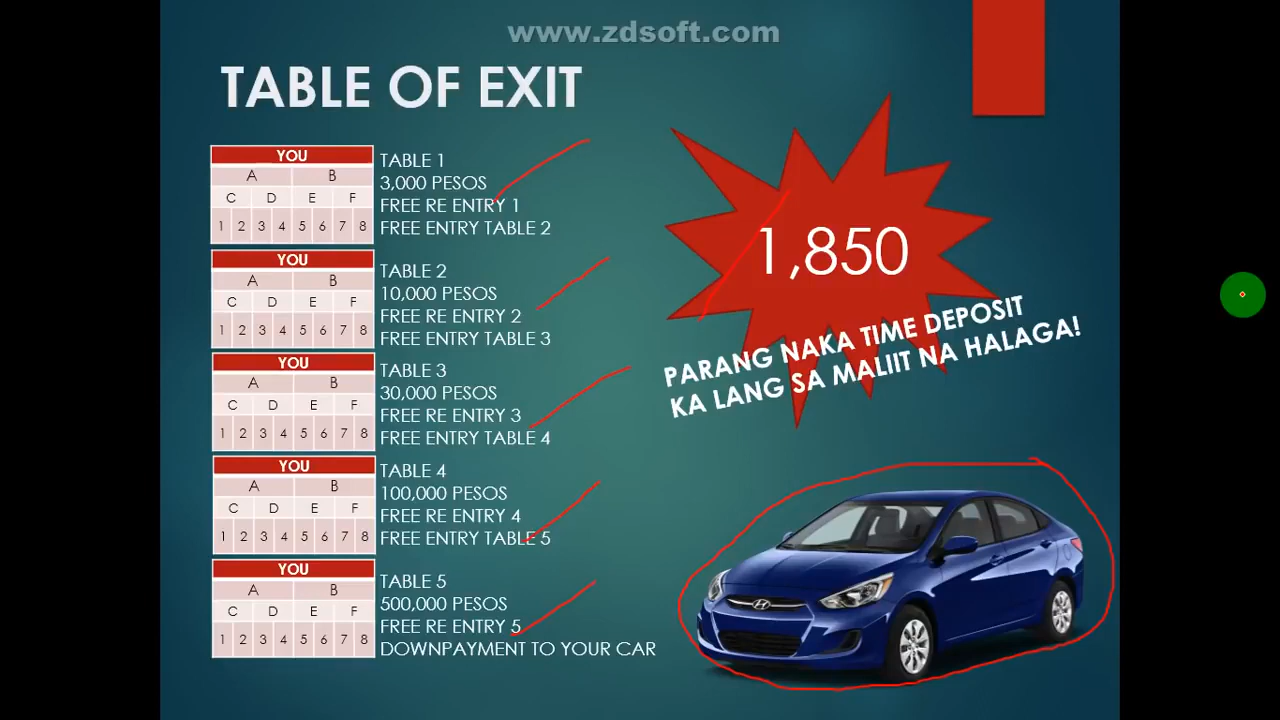 www.zdsoft.com
TABLE OF EXIT
YOU
A B
C D E F
1 2 3 4 5 6 7 8
TABLE 1
3,000 PESOS
FREE RE ENTRY 1
FREE ENTRY TABLE 2
YOU
A B
C D E F
1 2 3 4 5 6 7 8
TABLE 2
10,000 PESOS
FREE RE ENTRY 2
FREE ENTRY TABLE 3
YOU
A B
C D E F
1 2 3 4 5 6 7 8
TABLE 3
30,000 PESOS
FREE RE ENTRY 3
FREE ENTRY TABLE 4
YOU
A B
C D E F
1 2 3 4 5 6 7 8
TABLE 4
100,000 PESOS
FREE RE ENTRY 4
FREE ENTRY TABLE 5
YOU
A B
C D E F
1 2 3 4 5 6 7 8
TABLE 5
500,000 PESOS
FREE RE ENTRY 5
DOWNPAYMENT TO YOUR CAR
1,850
PARANG NAKA TIME DEPOSIT
KA LANG SA MALIIT NA HALAGA!